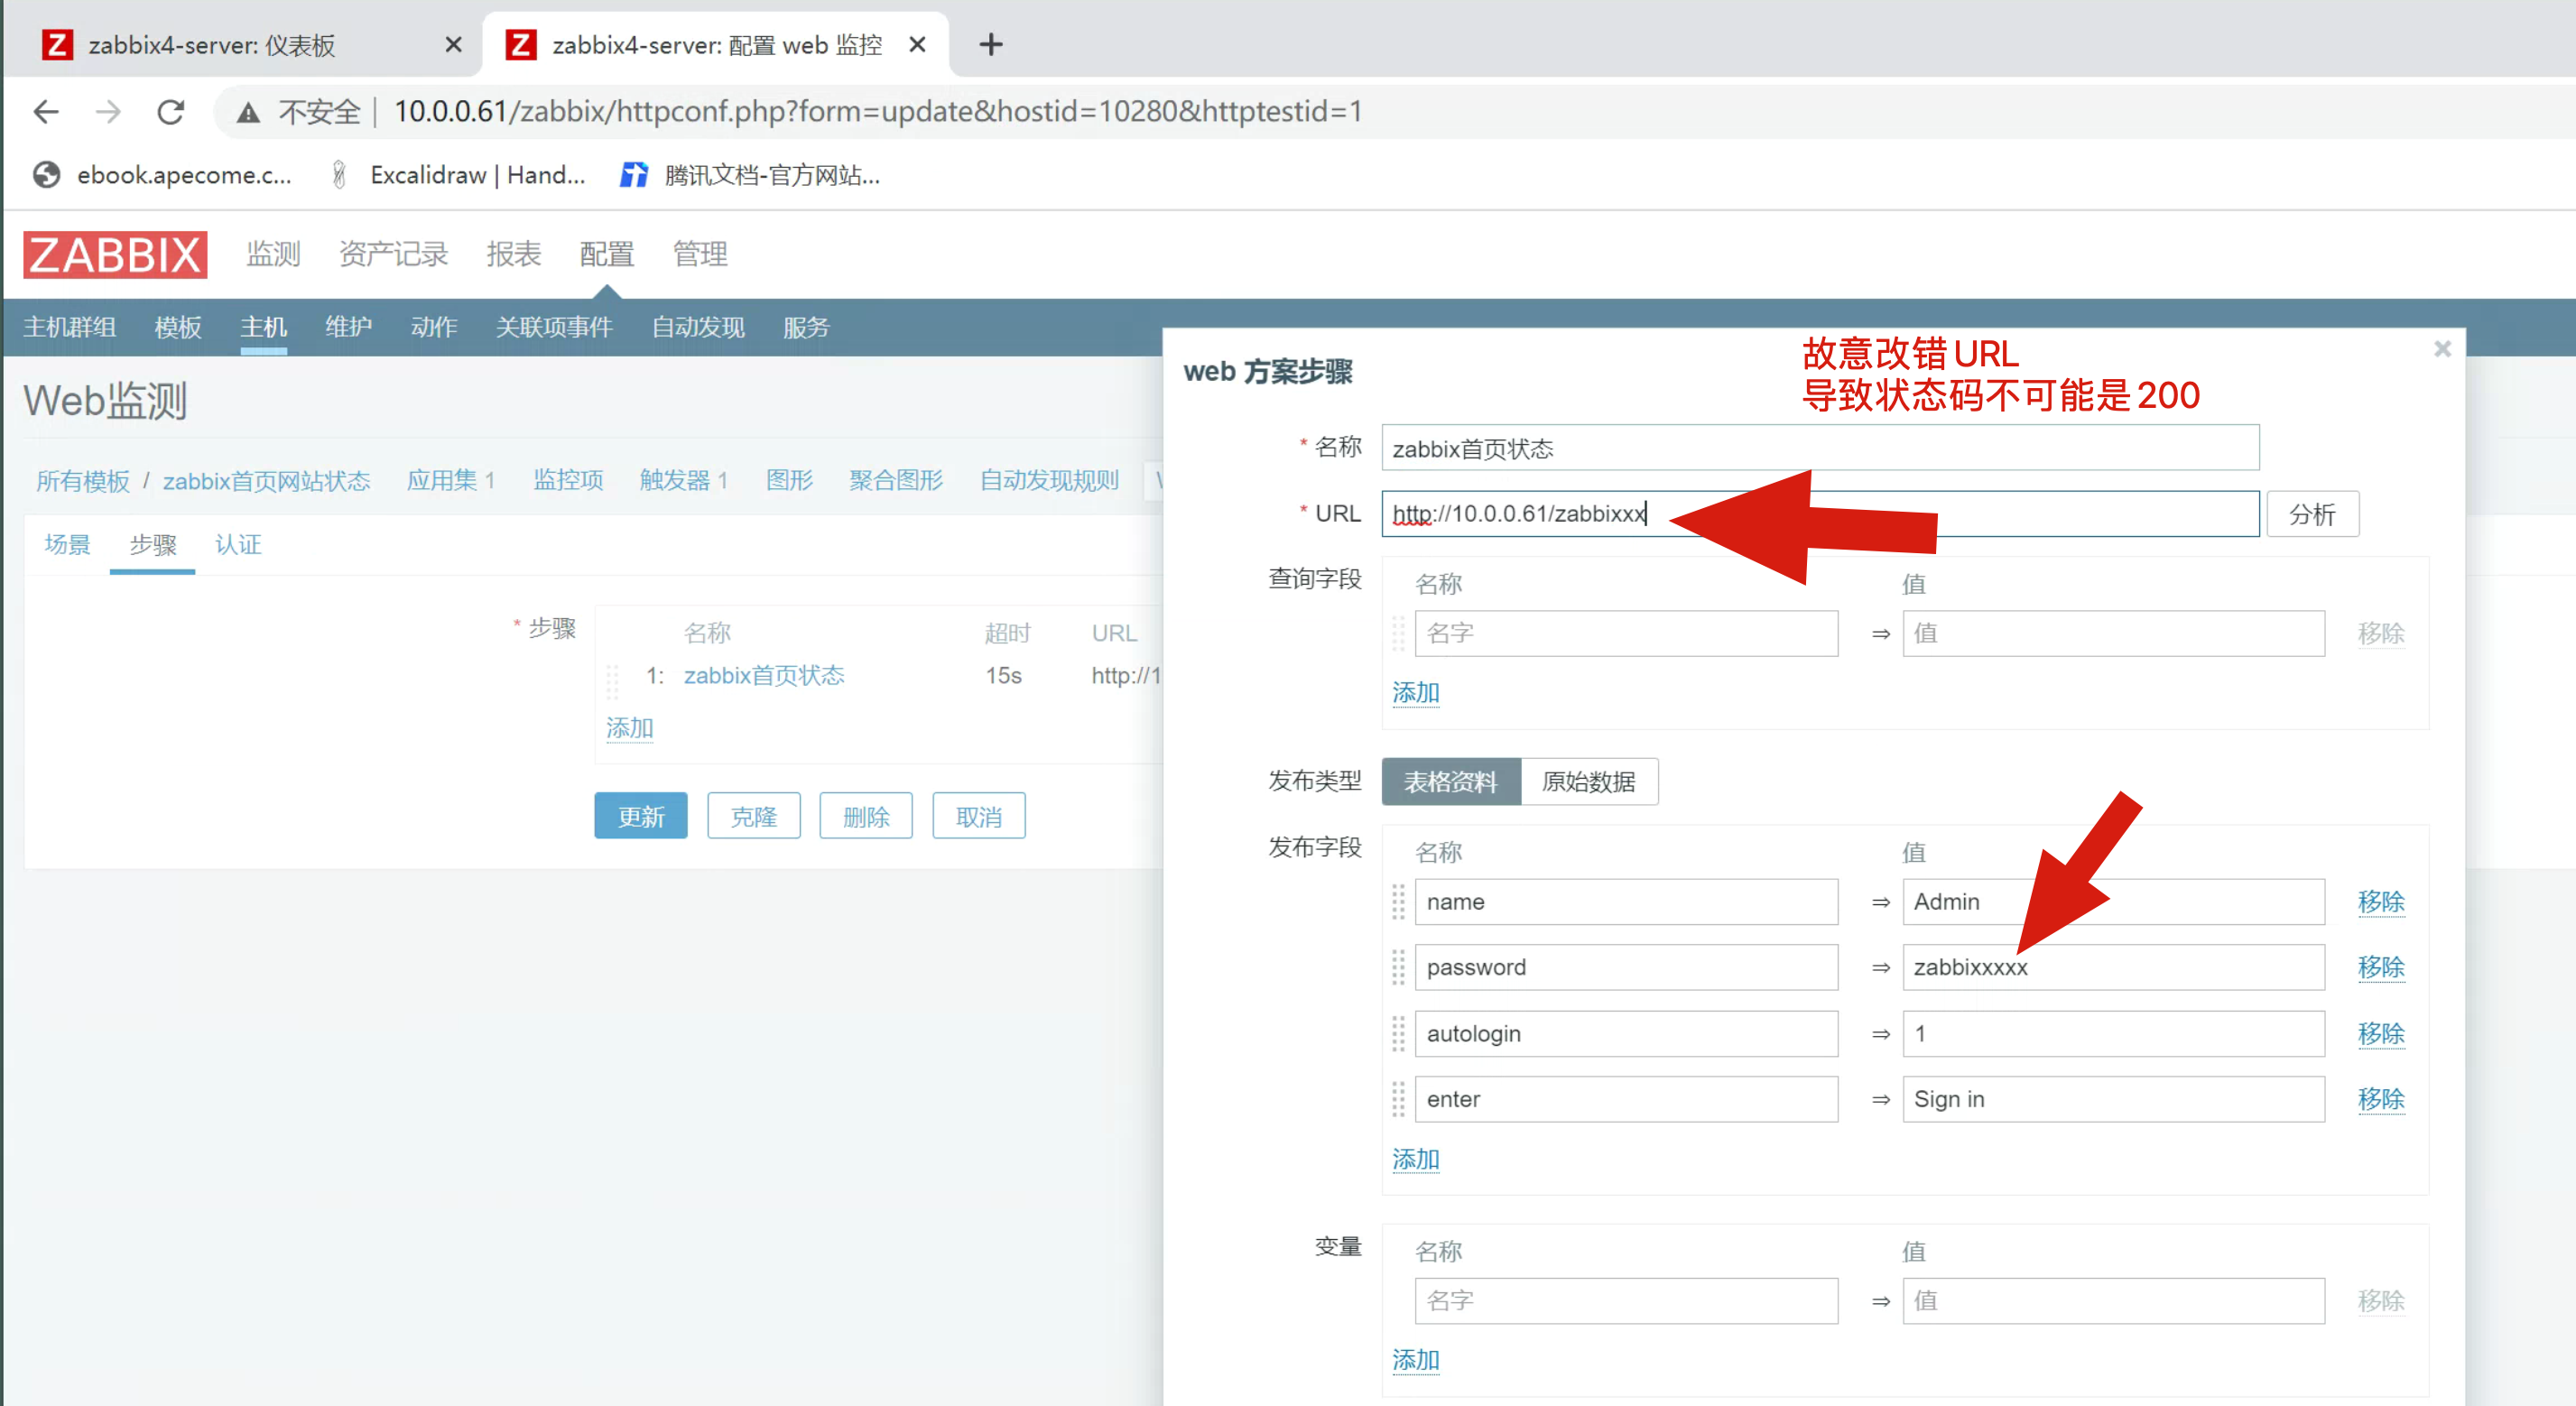 zabbix4-server: 仪表板
zabbix4-server: 配置 web 监控
不安全 10.0.0.61/zabbix/httpconf.php?form=update&hostid=10280&httptestid=1
ebook.apecome.c... Excalidraw | Hand... 腾讯文档-官方网站...
ZABBIX 监测 资产记录 报表 配置 管理
主机群组 模板 主机 维护 动作 关联项事件 自动发现 服务
Web监测
所有模板 / zabbix首页网站状态 应用集 1 监控项 触发器 1 图形 聚合图形 自动发现规则
场景 步骤 认证
* 步骤
名称 超时 URL
1: zabbix首页状态 15s http://1
添加
更新 克隆 删除 取消
web 方案步骤
故意改错URL
导致状态码不可能是200
* 名称 zabbix首页状态
* URL http://10.0.0.61/zabbixxx 分析
查询字段 名称 值
名字 ⇒ 值 移除
添加
发布类型 表格资料 原始数据
发布字段 名称 值
name ⇒ Admin 移除
password ⇒ zabbixxxxx 移除
autologin ⇒ 1 移除
enter ⇒ Sign in 移除
添加
变量 名称 值
名字 ⇒ 值 移除
添加